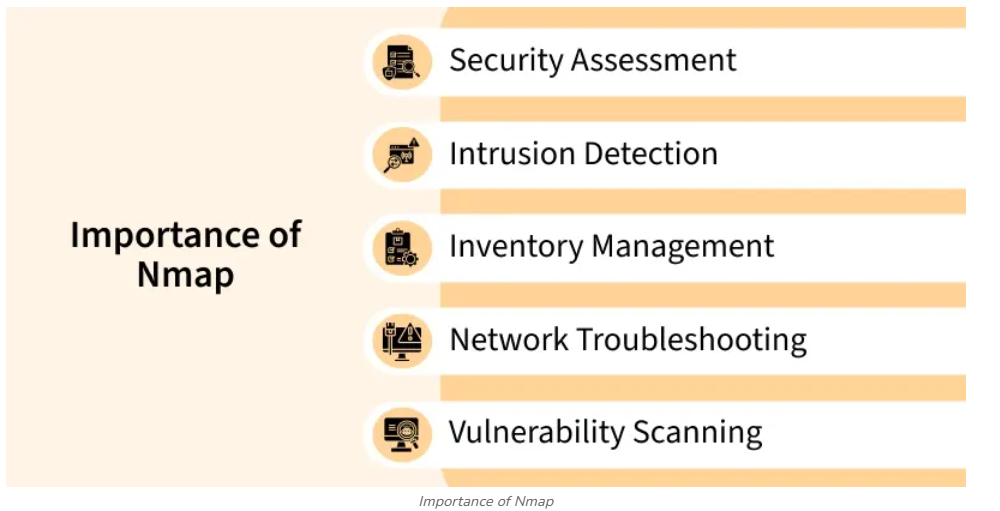 Importance of
Nmap
Security Assessment
Intrusion Detection
Inventory Management
Network Troubleshooting
Vulnerability Scanning
Importance of Nmap